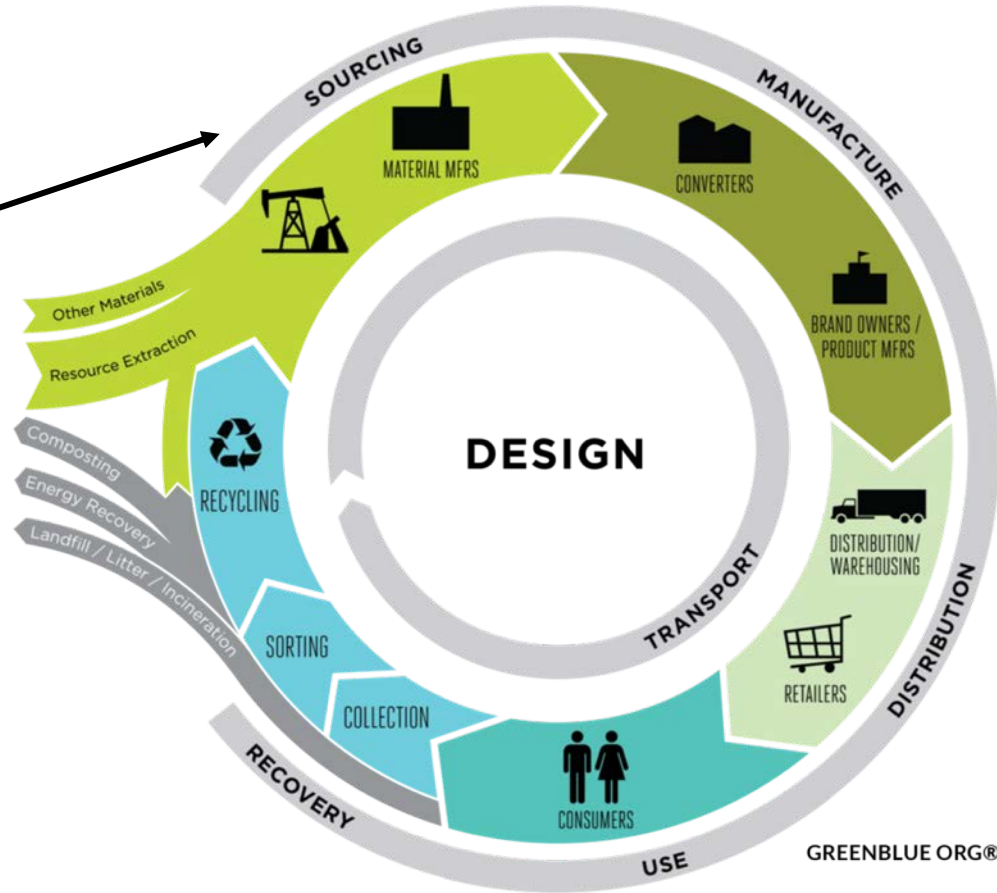 SOURCING
MANUFACTURE
MATERIAL MFRS
CONVERTERS
Other Materials
Resource Extraction
BRAND OWNERS /
PRODUCT MFRS
Composting
Energy Recovery
Landfill / Litter / Incineration
RECYCLING
DESIGN
DISTRIBUTION/
WAREHOUSING
TRANSPORT
DISTRIBUTION
SORTING
RETAILERS
COLLECTION
RECOVERY
CONSUMERS
USE
GREENBLUE ORG®